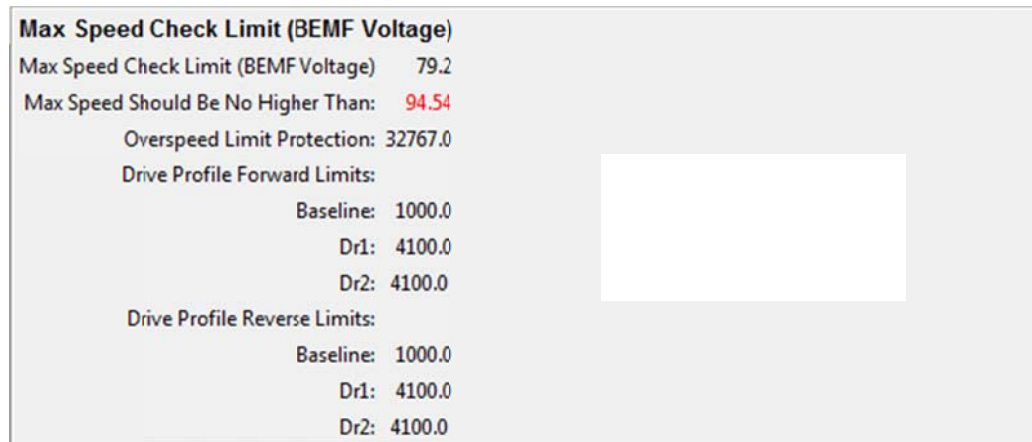 Max Speed Check Limit (BEMF Voltage)
Max Speed Check Limit (BEMF Voltage) 79.2
Max Speed Should Be No Higher Than: 94.54
Overspeed Limit Protection: 32767.0
Drive Profile Forward Limits:
Baseline: 1000.0
Dr1: 4100.0
Dr2: 4100.0
Drive Profile Reverse Limits:
Baseline: 1000.0
Dr1: 4100.0
Dr2: 4100.0